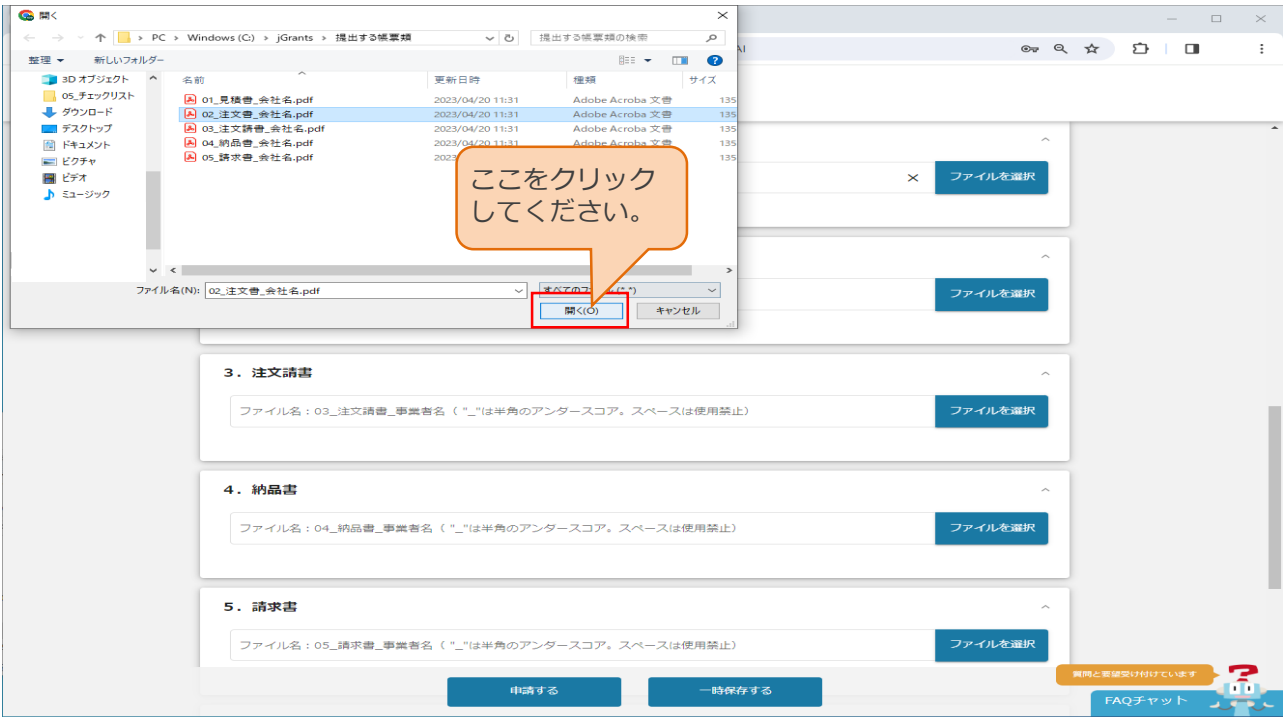 開く
PC › Windows (C:) › jGrants › 提出する帳票類
提出する帳票類の検索
整理
新しいフォルダー
3D オブジェクト
05_チェックリスト
ダウンロード
デスクトップ
ドキュメント
ピクチャ
ビデオ
ミュージック
名前 更新日時 種類 サイズ
01_見積書_会社名.pdf 2023/04/20 11:31 Adobe Acroba 文書 135
02_注文書_会社名.pdf 2023/04/20 11:31 Adobe Acroba 文書 135
03_注文請書_会社名.pdf 2023/04/20 11:31 Adobe Acroba 文書 135
04_納品書_会社名.pdf 2023/04/20 11:31 Adobe Acroba 文書 135
05_請求書_会社名.pdf 2023 135
ここをクリック
してください。
ファイル名(N): 02_注文書_会社名.pdf
開く(O) キャンセル
ファイルを選択
ファイルを選択
3．注文請書
ファイル名：03_注文請書_事業者名（ "_"は半角のアンダースコア。スペースは使用禁止）
ファイルを選択
4．納品書
ファイル名：04_納品書_事業者名（ "_"は半角のアンダースコア。スペースは使用禁止）
ファイルを選択
5．請求書
ファイル名：05_請求書_事業者名（ "_"は半角のアンダースコア。スペースは使用禁止）
ファイルを選択
申請する 一時保存する
質問と要望受け付けています
FAQチャット